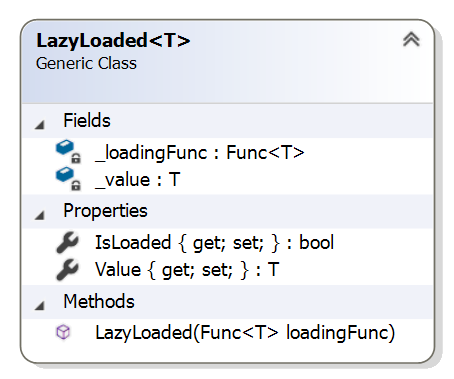 LazyLoaded<T>
Generic Class
Fields
_loadingFunc : Func<T>
_value : T
Properties
IsLoaded { get; set; } : bool
Value { get; set; } : T
Methods
LazyLoaded(Func<T> loadingFunc)